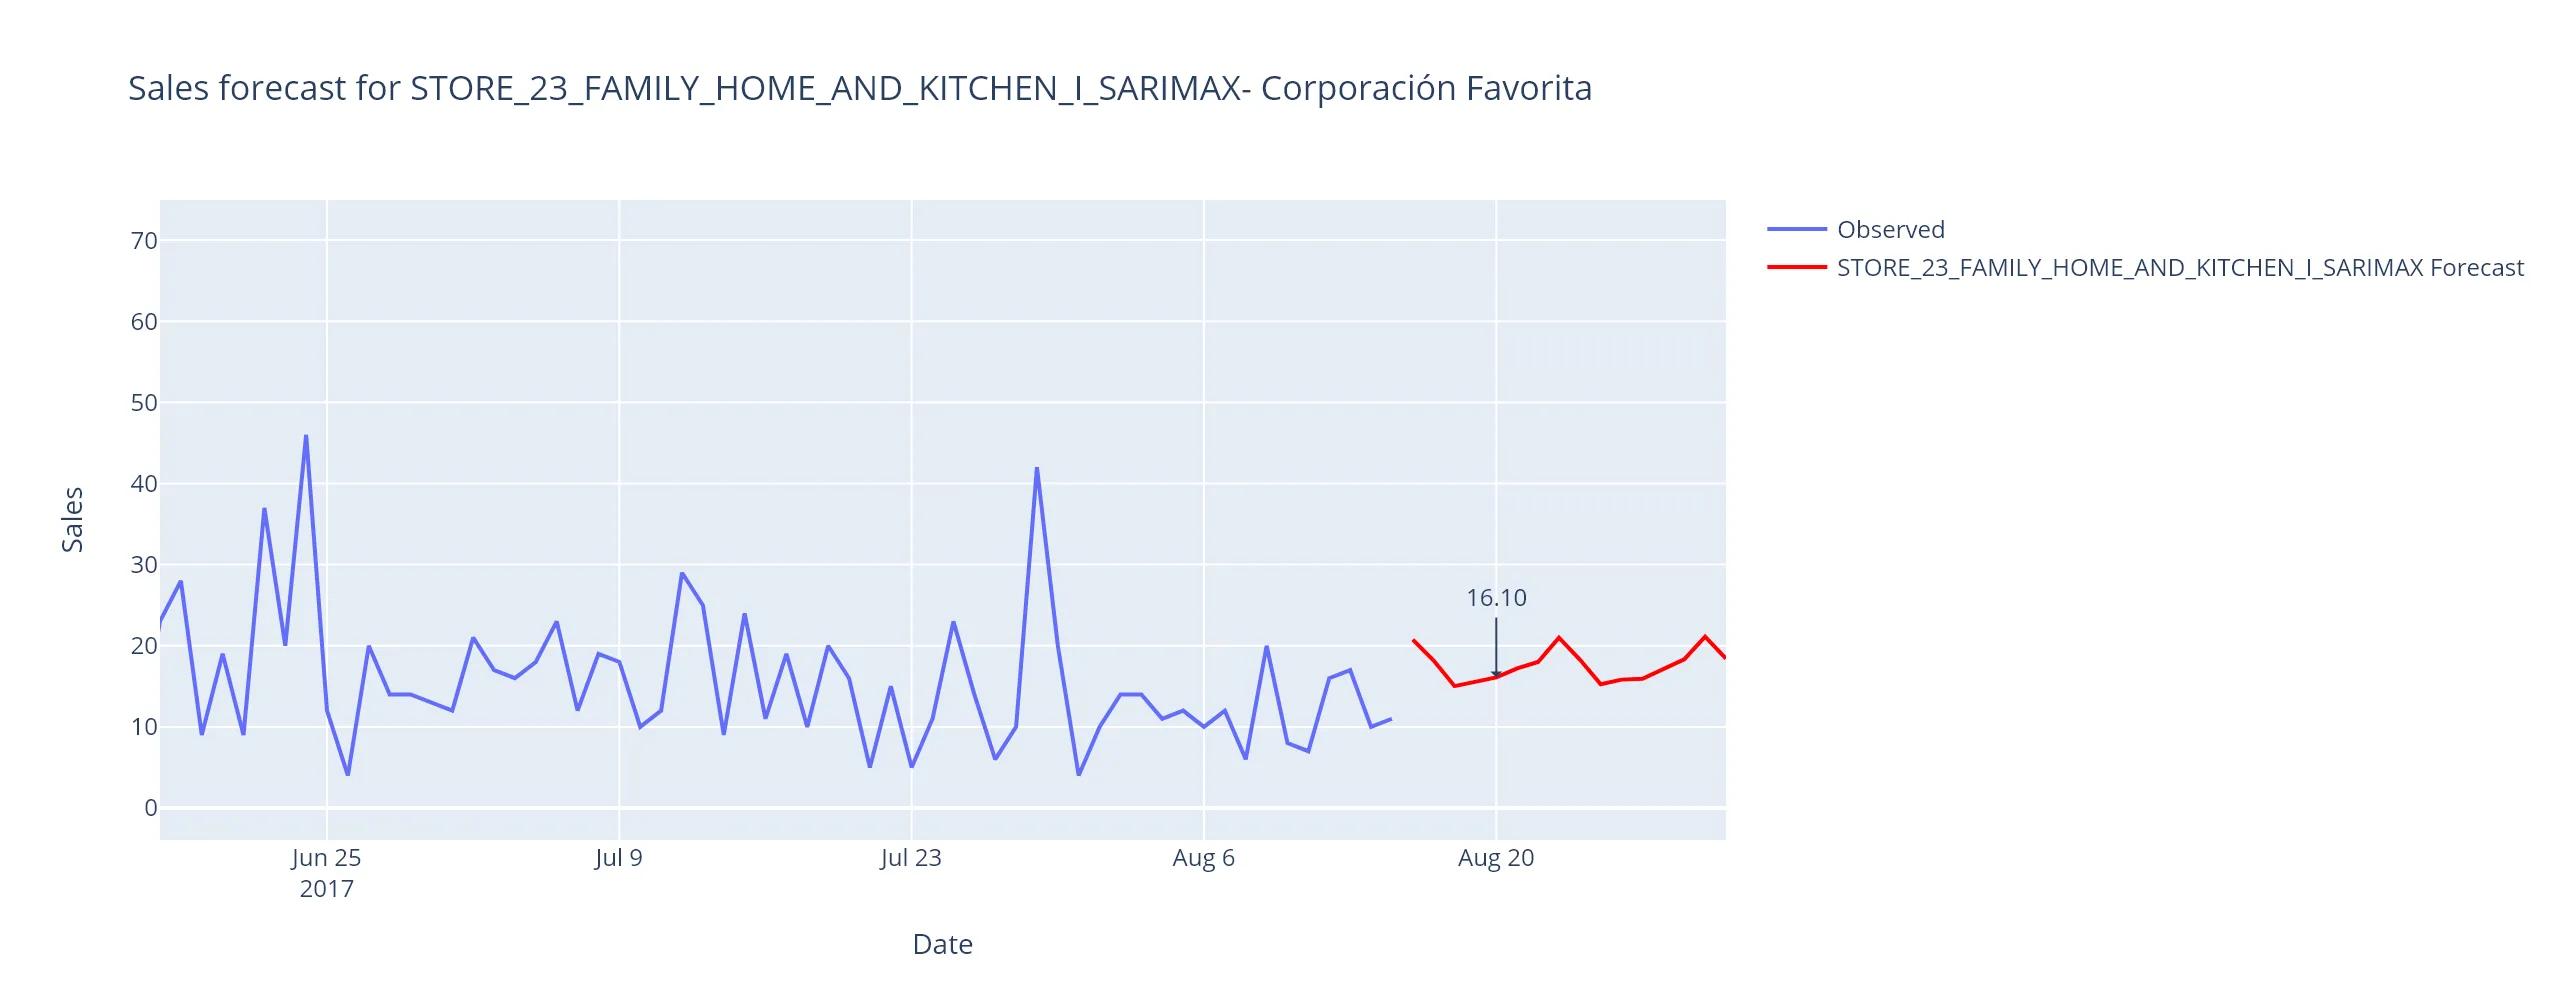 Sales forecast for STORE_23_FAMILY_HOME_AND_KITCHEN_I_SARIMAX- Corporación Favorita
Observed
STORE_23_FAMILY_HOME_AND_KITCHEN_I_SARIMAX Forecast
70
60
50
40
30
20
10
0
Sales
16.10
Jun 25
2017
Jul 9
Jul 23
Aug 6
Aug 20
Date